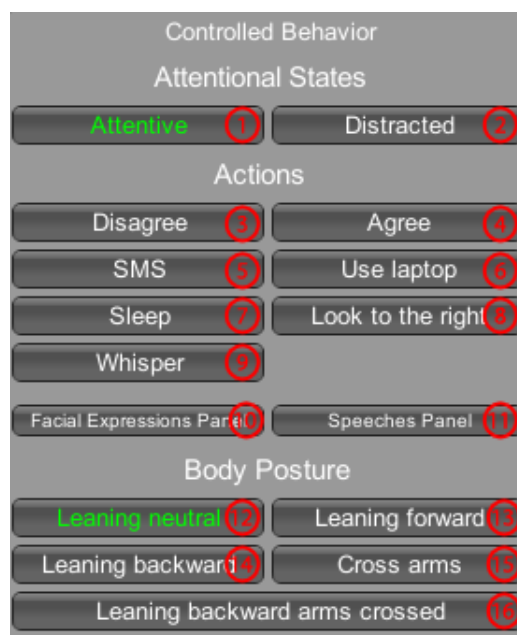 Controlled Behavior
Attentional States
Attentive 1 Distracted 2
Actions
Disagree 3 Agree 4
SMS 5 Use laptop 6
Sleep 7 Look to the right 8
Whisper 9
Facial Expressions Panel 10 Speeches Panel 11
Body Posture
Leaning neutral 12 Leaning forward 13
Leaning backward 14 Cross arms 15
Leaning backward arms crossed 16